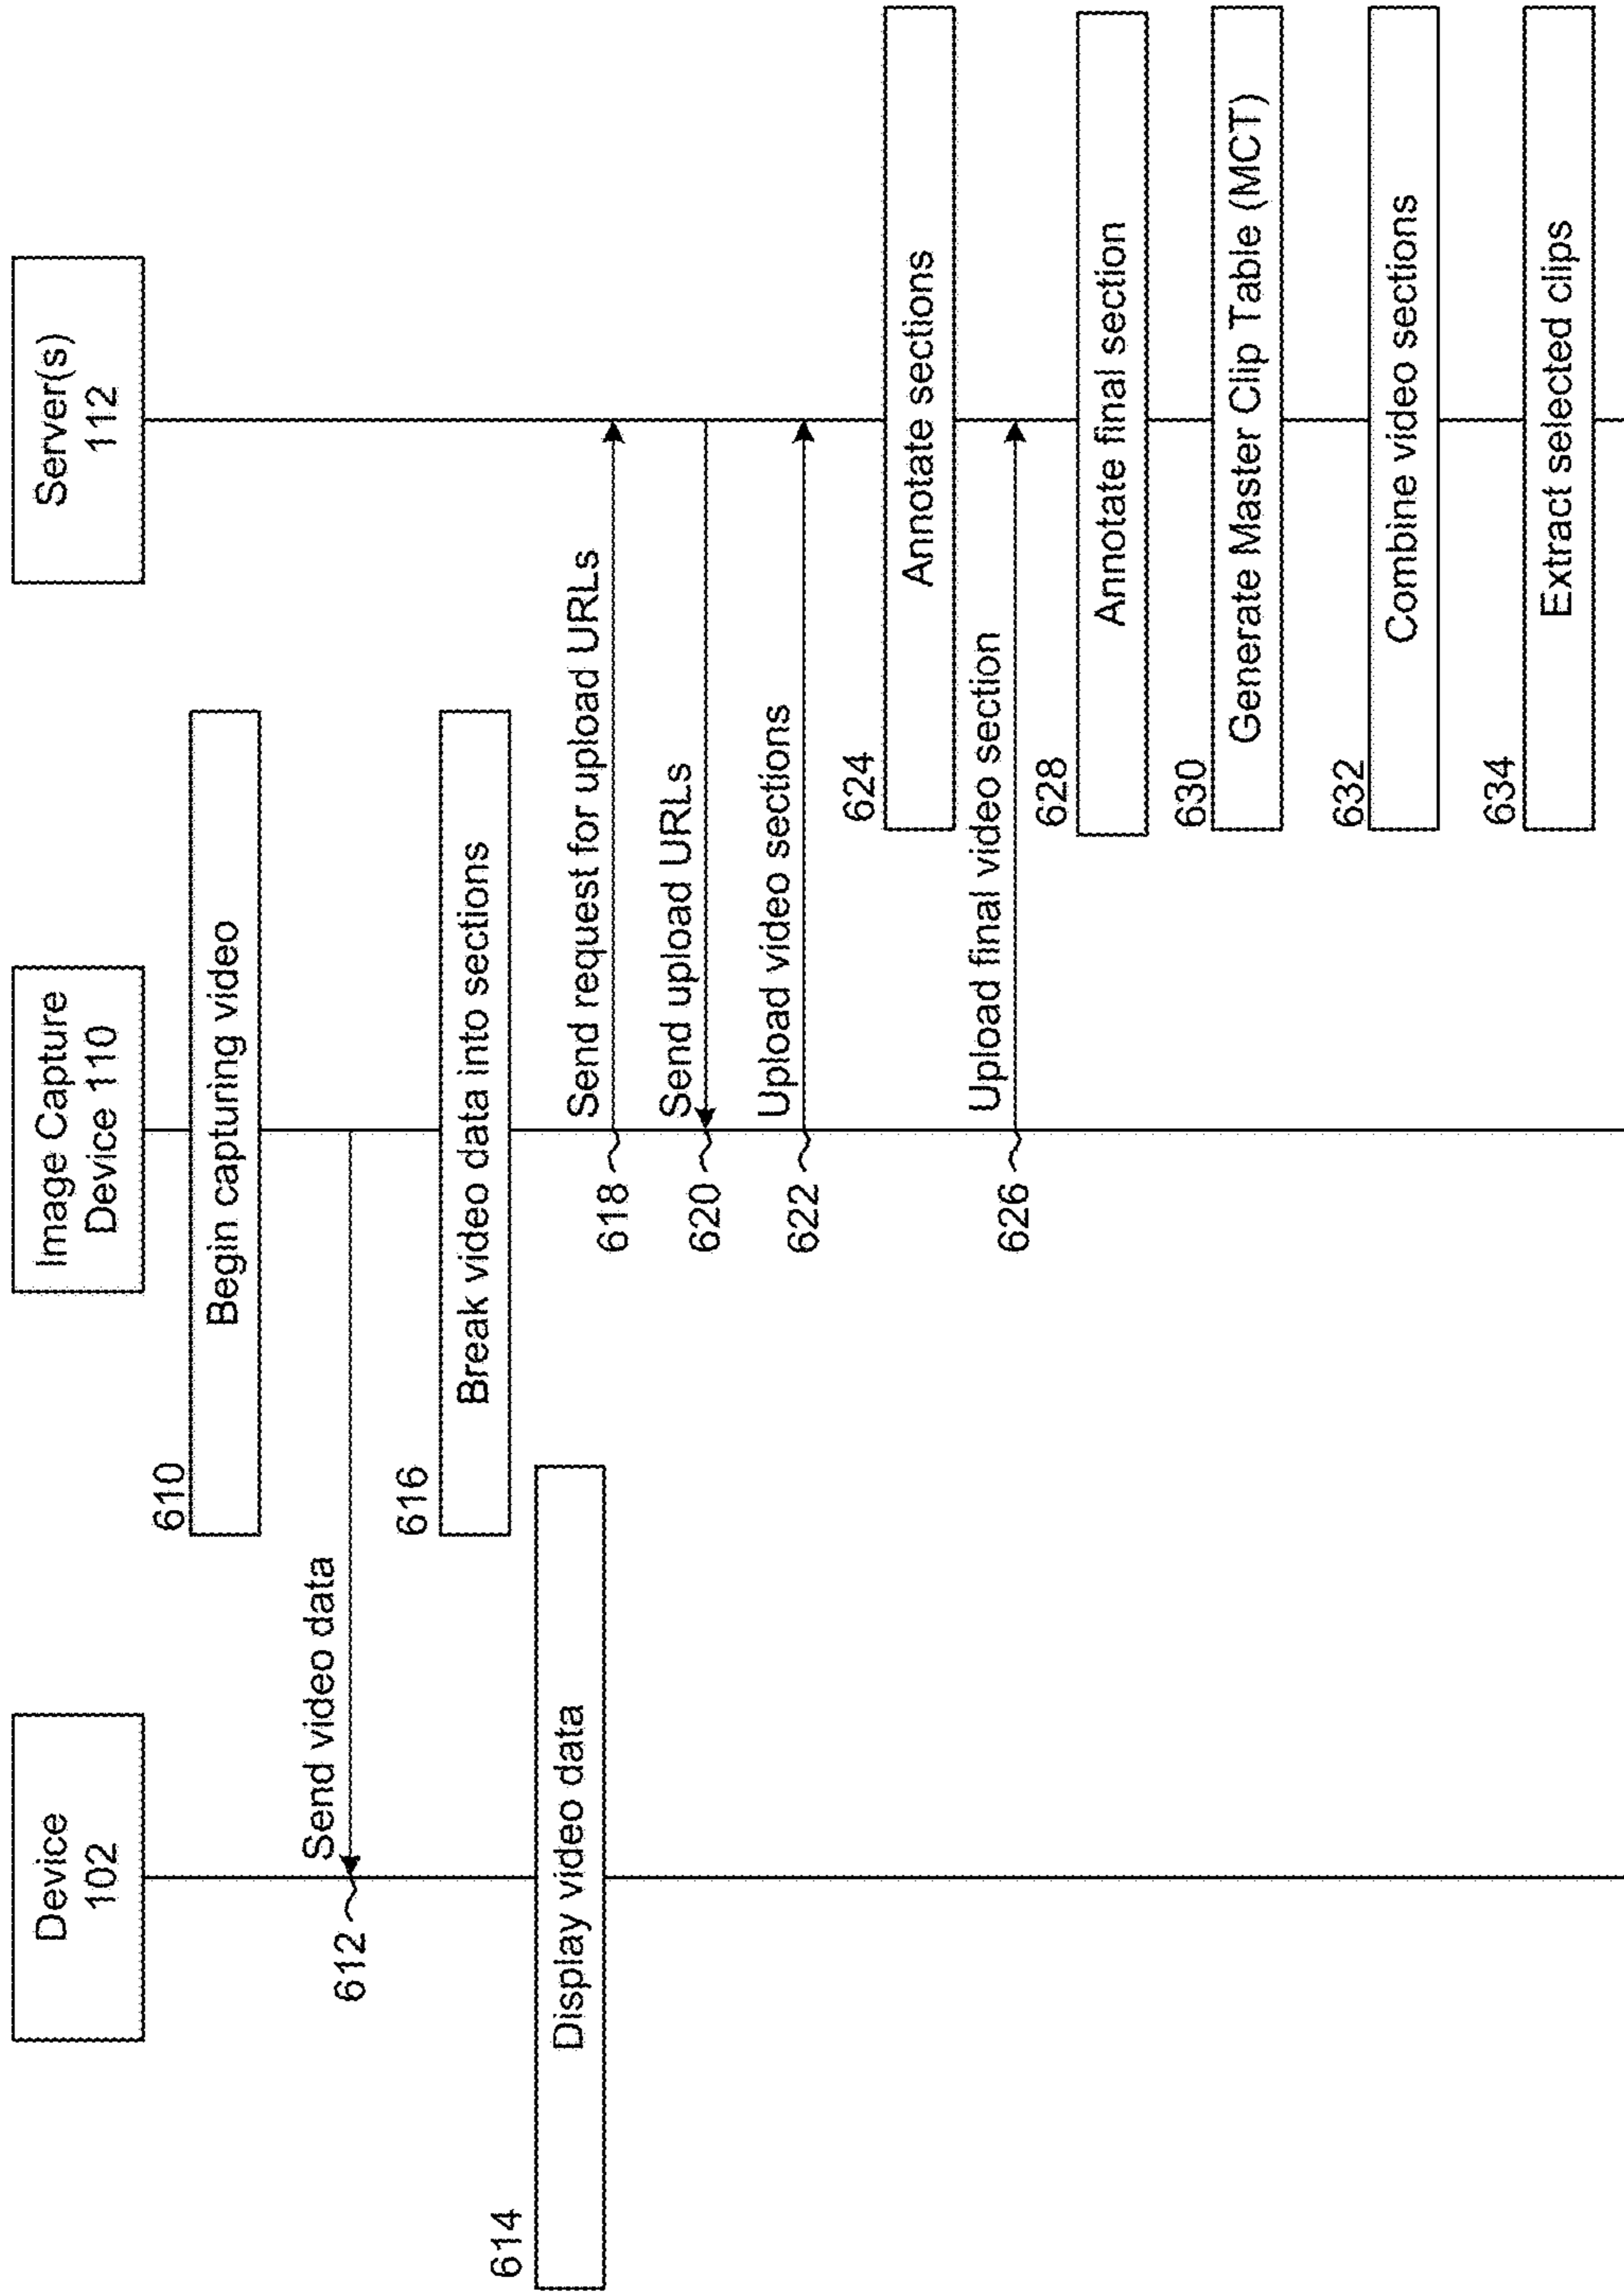 Device
102
Image Capture
Device 110
Server(s)
112
610
Begin capturing video
Send video data
612
616
Break video data into sections
614
Display video data
Send request for upload URLs
618
Send upload URLs
620
Upload video sections
622
624
Annotate sections
Upload final video section
626
628
Annotate final section
630
Generate Master Clip Table (MCT)
632
Combine video sections
634
Extract selected clips